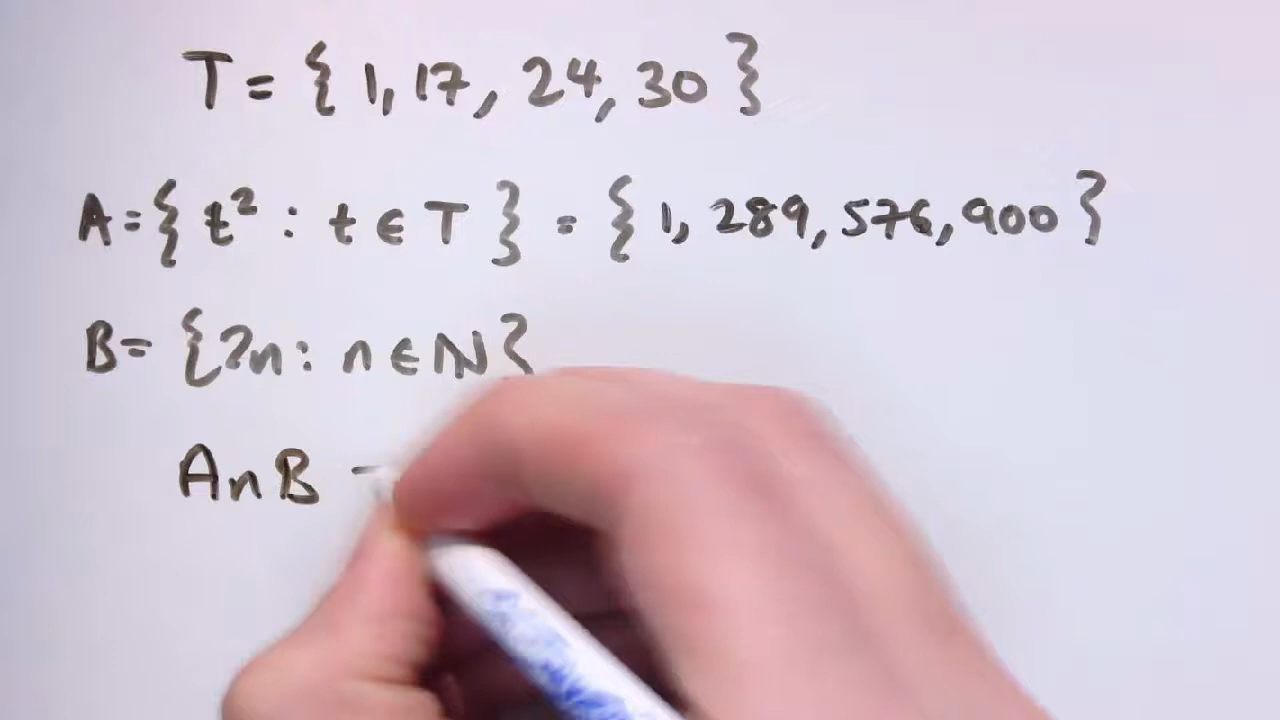 T = { 1, 17, 24, 30 }
A = { t² : t ∈ T } = { 1, 289, 576, 900 }
B = { 2n : n ∈ ℕ }
A ∩ B